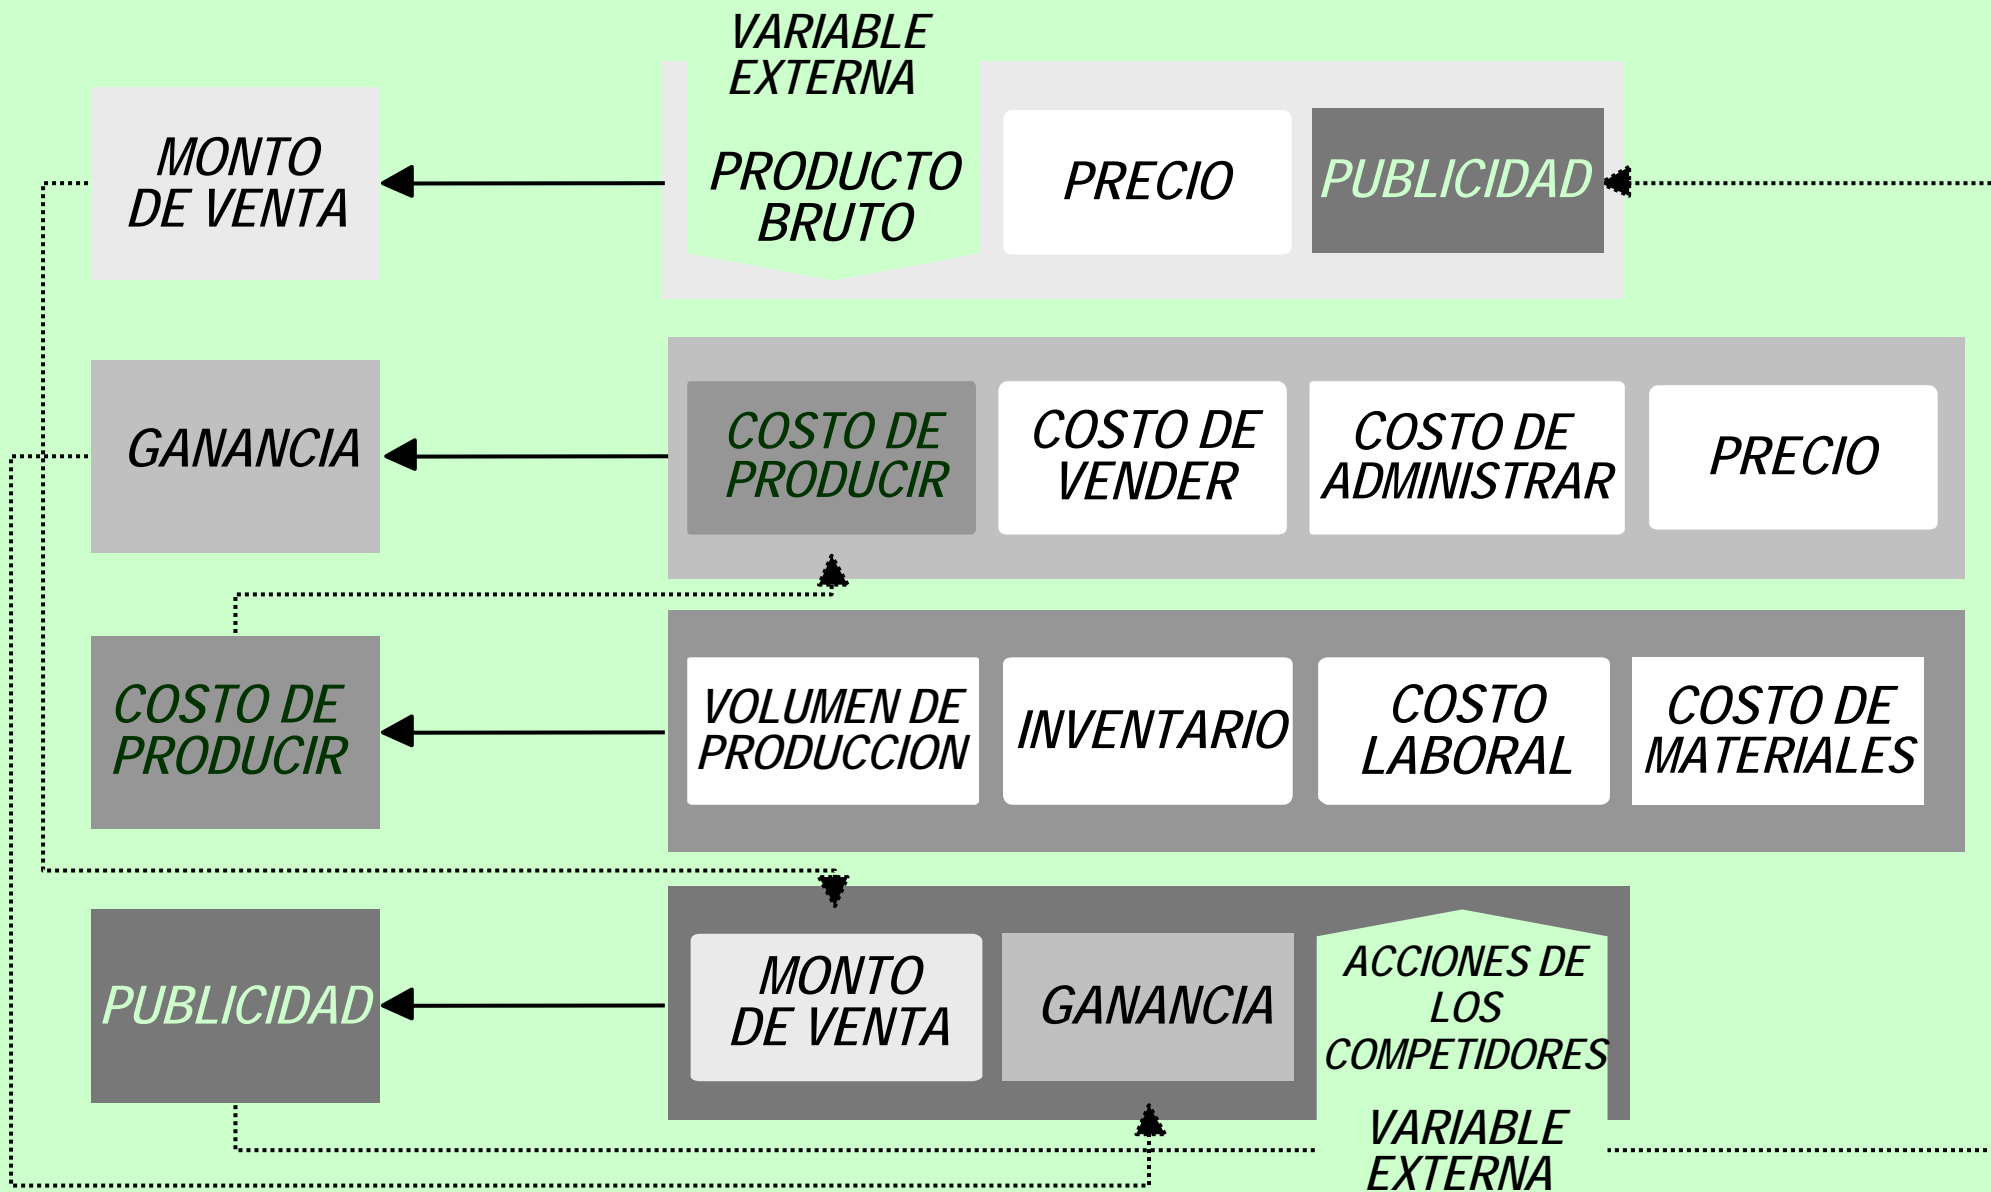 VARIABLE
EXTERNA
MONTO
DE VENTA
PRODUCTO
BRUTO
PRECIO
PUBLICIDAD
GANANCIA
COSTO DE
PRODUCIR
COSTO DE
VENDER
COSTO DE
ADMINISTRAR
PRECIO
COSTO DE
PRODUCIR
VOLUMEN DE
PRODUCCION
INVENTARIO
COSTO
LABORAL
COSTO DE
MATERIALES
PUBLICIDAD
MONTO
DE VENTA
GANANCIA
ACCIONES DE
LOS
COMPETIDORES
VARIABLE
EXTERNA